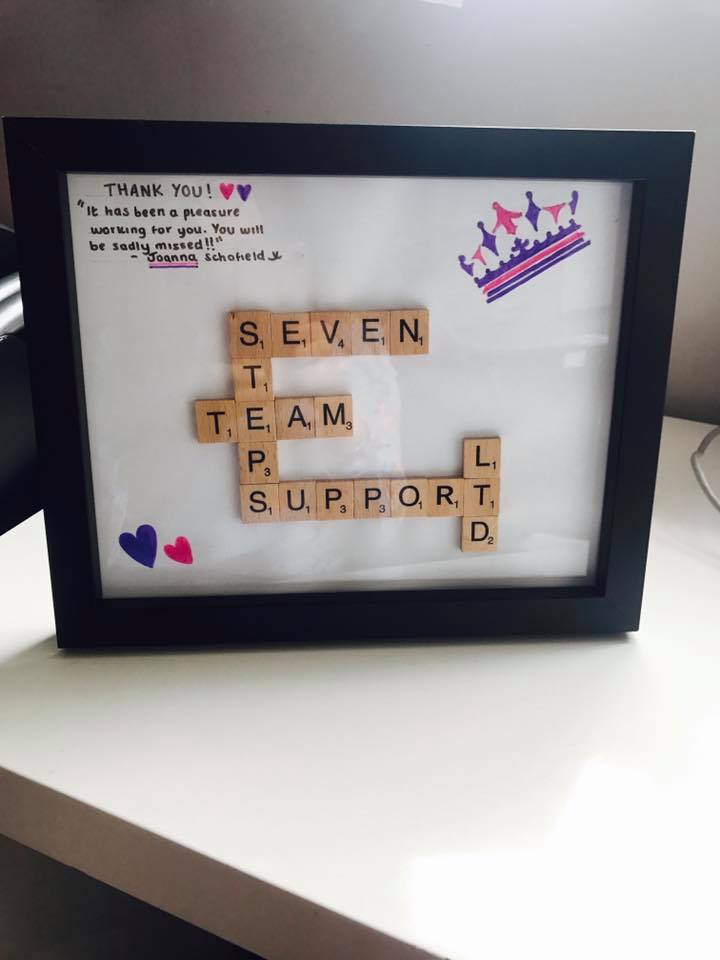 THANK YOU!
"It has been a pleasure
working for you. You will
be sadly missed!!"
- Joanna Schofield x
SEVEN
STEPS
TEAM
SUPPORT
LTD